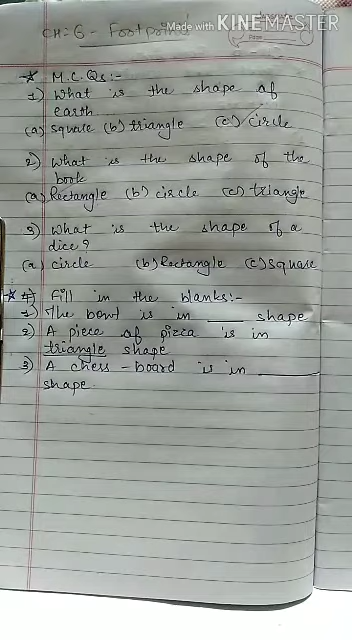 Made with KINEMASTER
CH:- 6 - Footprint
Date
Page
* M.C.Qs:-
1) What is the shape of
earth
(a) square (b) triangle (c) circle
2) what is the shape of the
book
(a) Rectangle (b) circle (c) triangle
3) what is the shape of a
dice?
(a) circle (b) Rectangle (c) square
* Fill in the blanks:-
1) The bowl is in ____ shape
2) A piece of pizza is in
triangle shape
3) A chess-board is in ____
shape.